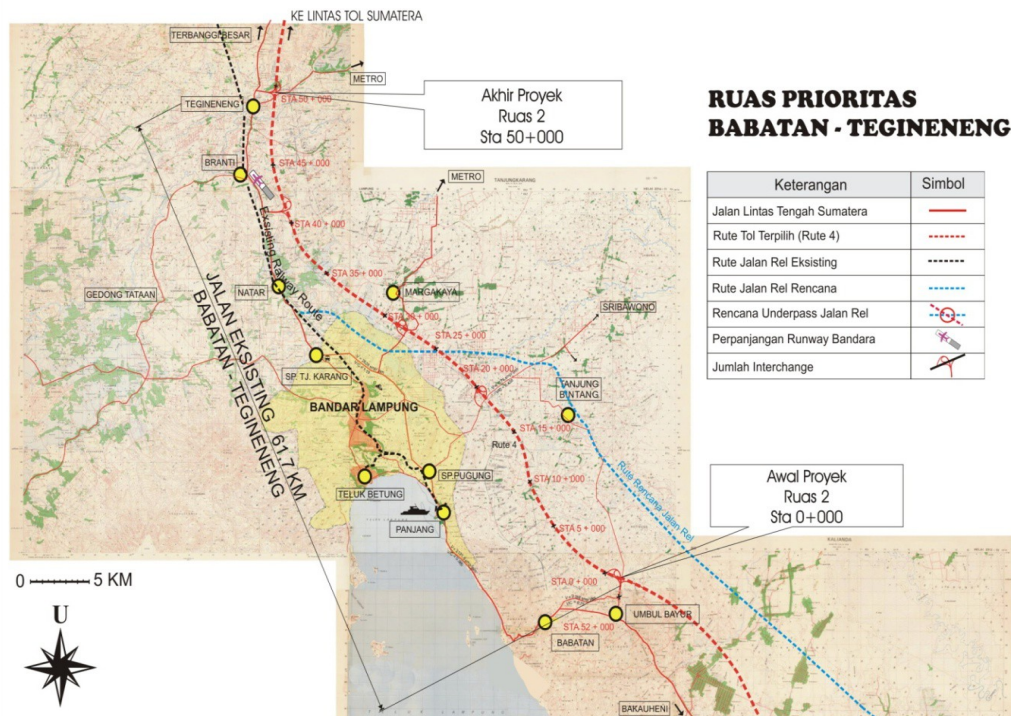 KE LINTAS TOL SUMATERA
TERBANGGI BESAR
METRO
TEGINENENG
STA 50 + 000
Akhir Proyek
Ruas 2
Sta 50+000
RUAS PRIORITAS
BABATAN - TEGINENENG
BRANTI
STA 45 + 000
METRO
TANJUNGKARANG
Keterangan
Simbol
Jalan Lintas Tengah Sumatera
Rute Tol Terpilih (Rute 4)
Rute Jalan Rel Eksisting
Rute Jalan Rel Rencana
Rencana Underpass Jalan Rel
Perpanjangan Runway Bandara
Jumlah Interchange
STA 40 + 000
Exsisting Railway Route
STA 35 + 000
GEDONG TATAAN
NATAR
MARGAKAYA
SRIBAWONO
STA 25 + 000
JALAN EKSISTING 61.7 KM
BABATAN - TEGINENENG
SP. TJ. KARANG
STA 20 + 000
TANJUNG
BINTANG
BANDAR LAMPUNG
STA 15 + 000
Rute 4
SP.PUGUNG
STA 10 + 000
TELUK BETUNG
Rute Rencana Jalan Rel
Awal Proyek
Ruas 2
Sta 0+000
PANJANG
STA 5 + 000
KALIANDA
0
5 KM
STA 0 + 000
U
UMBUL BAYUR
STA 52 + 000
BABATAN
BAKAUHENI